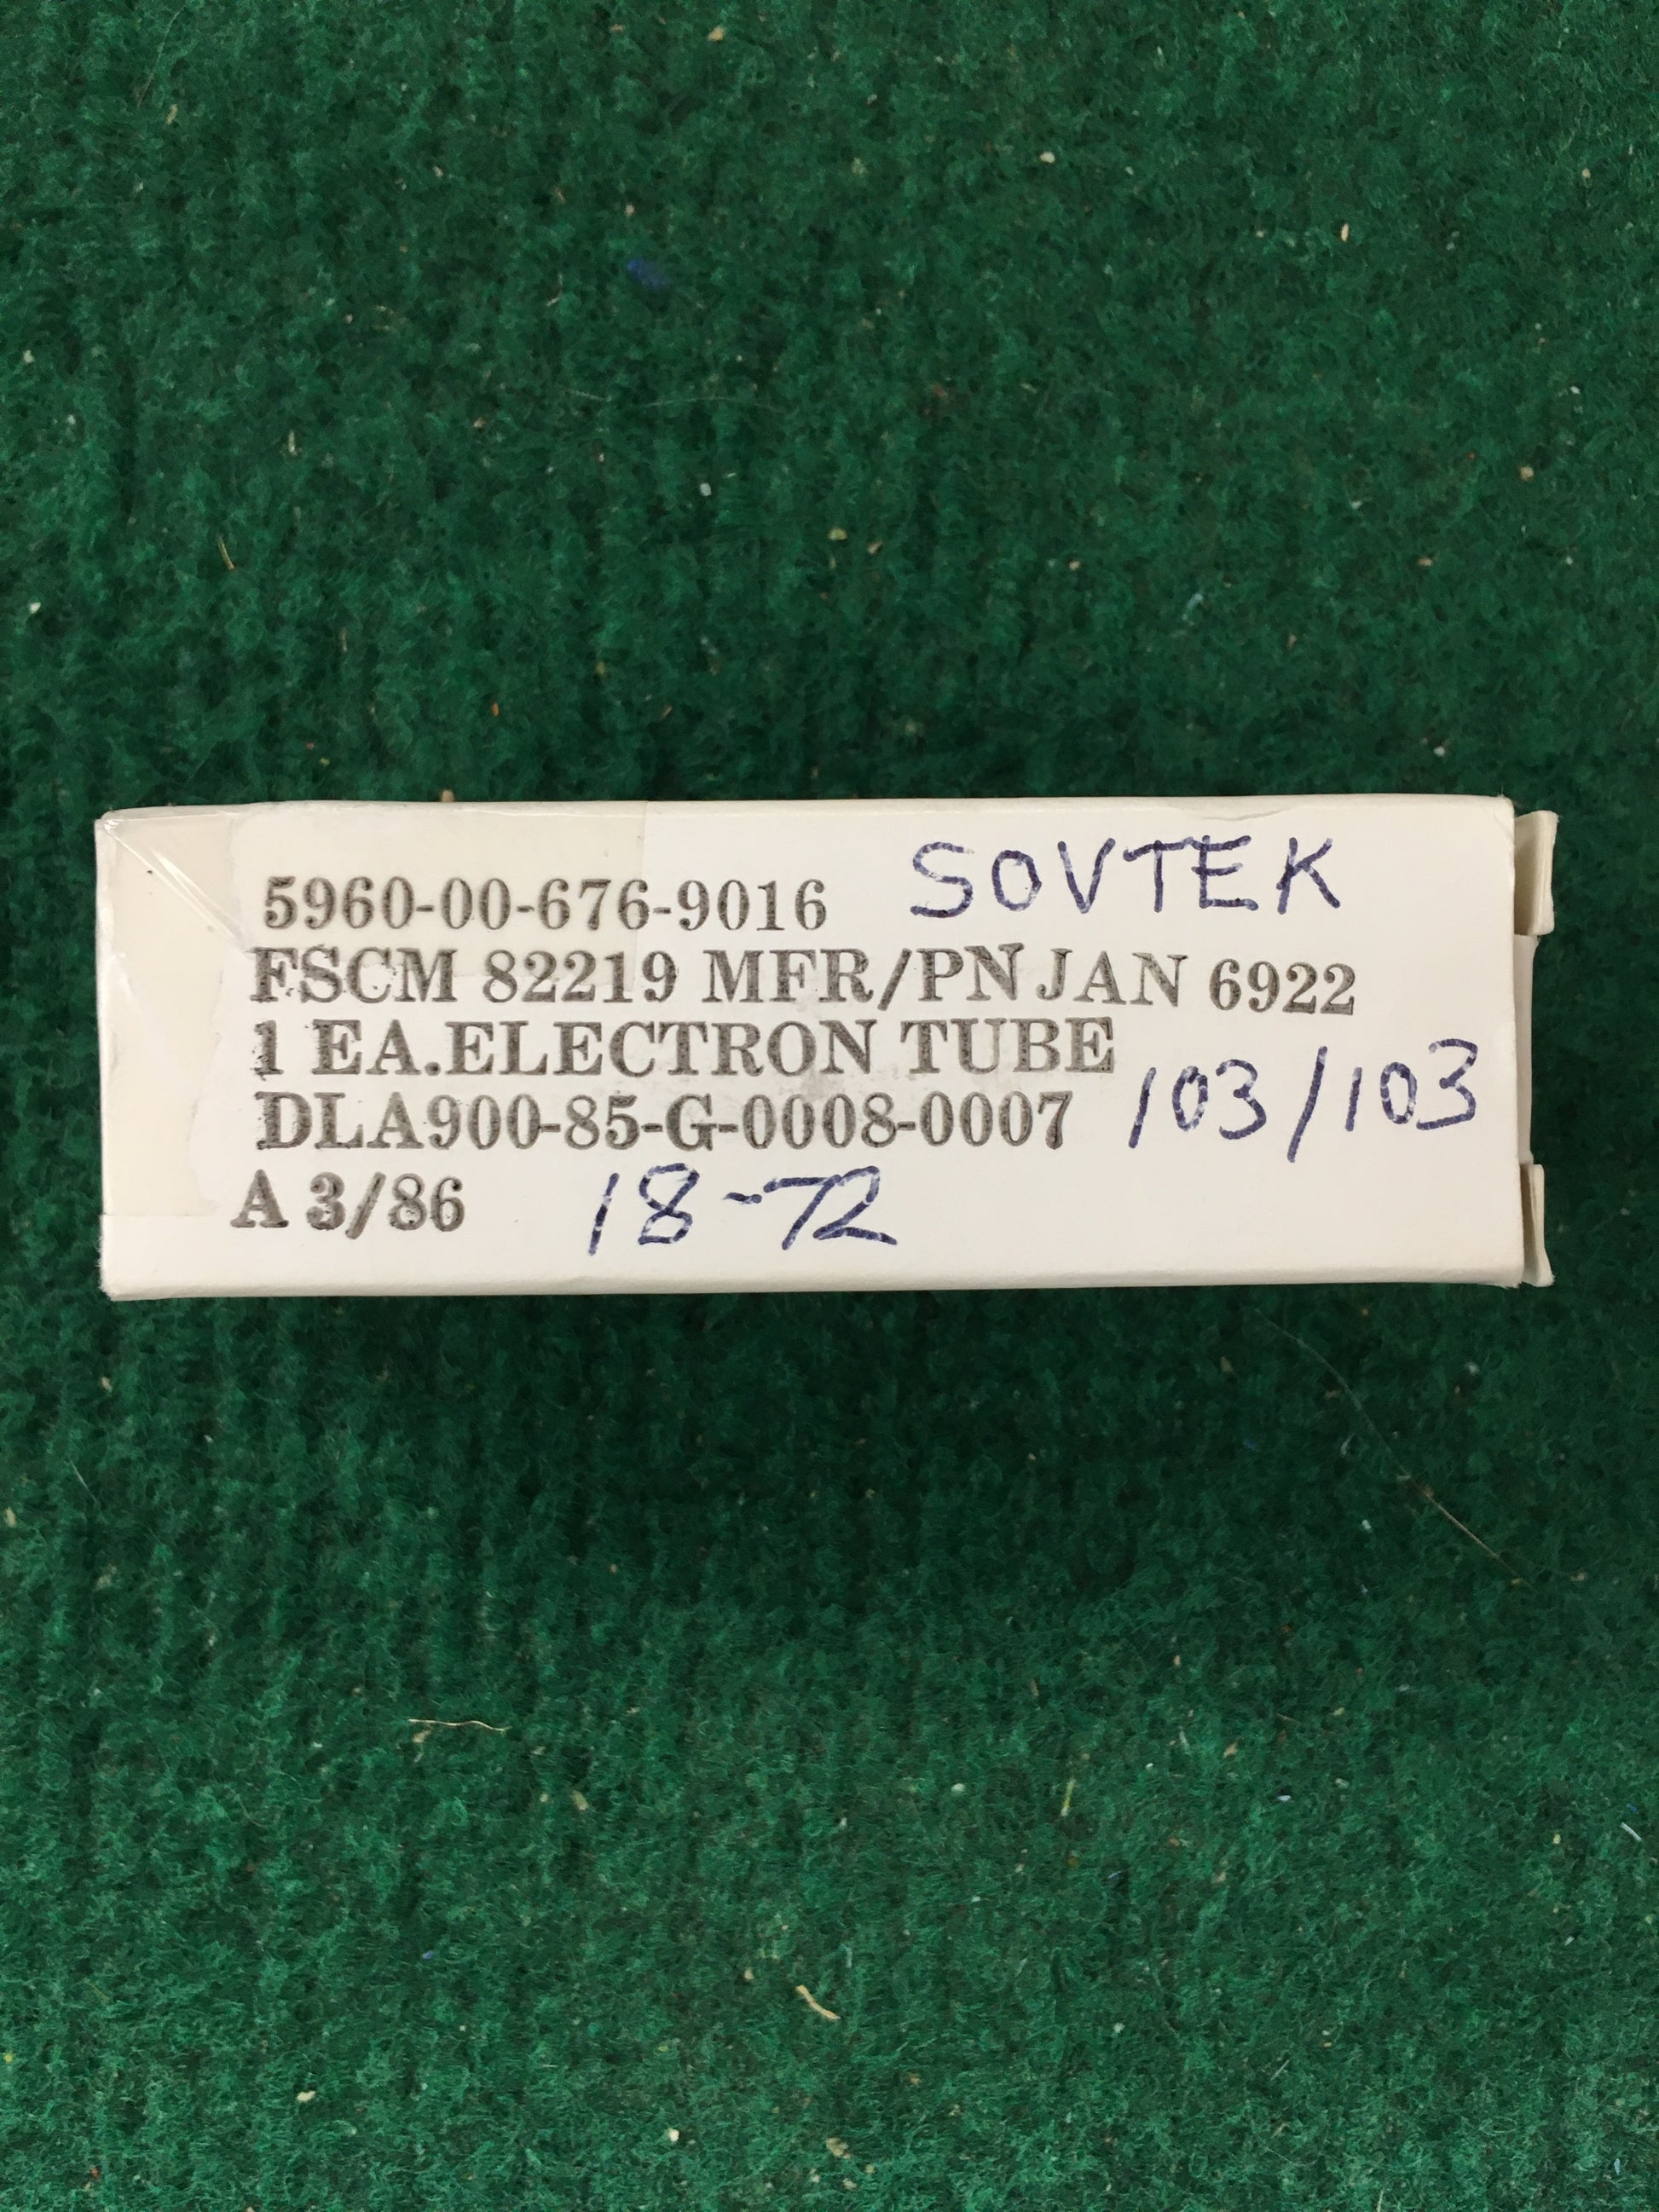 5960-00-676-9016 SOVTEK
FSCM 82219 MFR/PN JAN 6922
1 EA.ELECTRON TUBE
DLA900-85-G-0008-0007 103/103
A 3/86 18-72